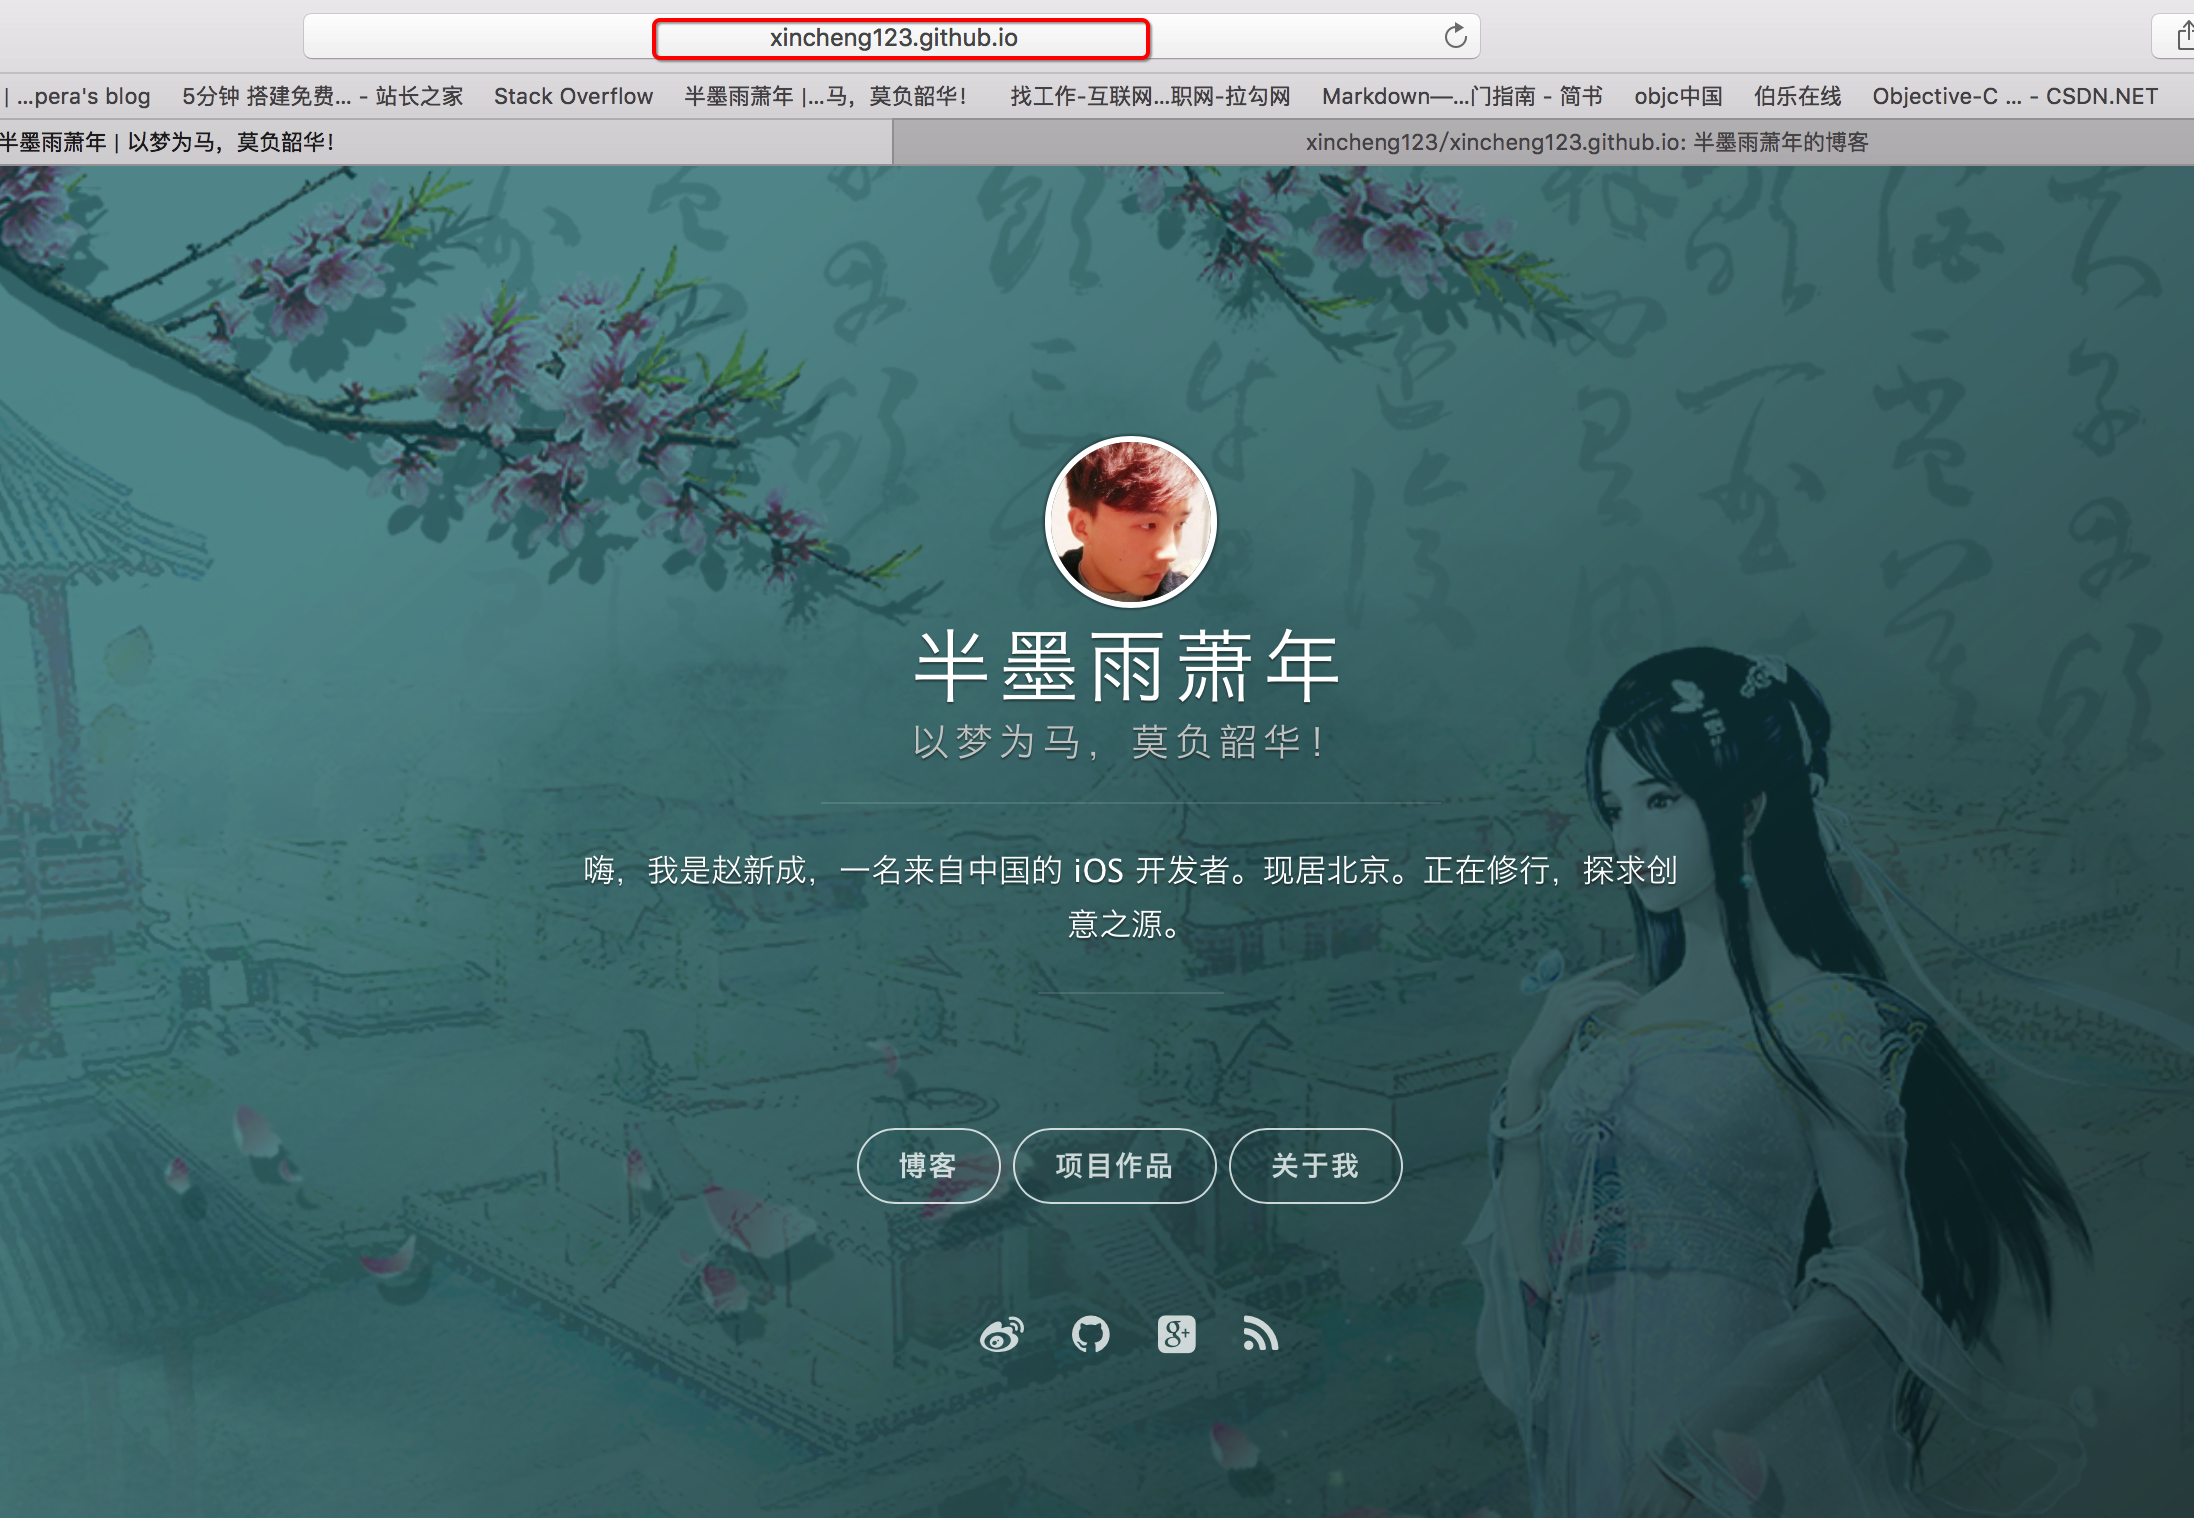 xincheng123.github.io
| ...pera's blog 5分钟 搭建免费... - 站长之家 Stack Overflow 半墨雨萧年 |...马，莫负韶华！ 找工作-互联网...职网-拉勾网 Markdown—...门指南 - 简书 objc中国 伯乐在线 Objective-C ... - CSDN.NET
半墨雨萧年 | 以梦为马，莫负韶华！ xincheng123/xincheng123.github.io: 半墨雨萧年的博客
半墨雨萧年
以梦为马，莫负韶华！
嗨，我是赵新成，一名来自中国的 iOS 开发者。现居北京。正在修行，探求创
意之源。
博客 项目作品 关于我
g+